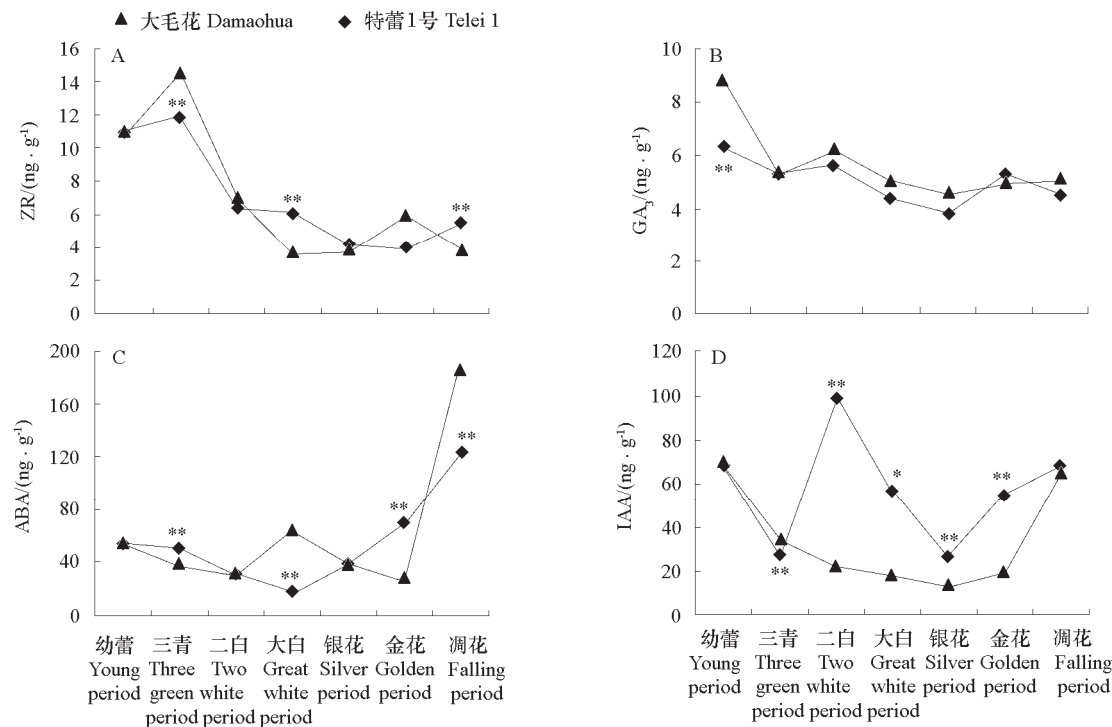 ▲ 大毛花 Damaohua ◆ 特蕾1号 Telei 1
A
16
14
12
10
8
6
4
2
0
ZR/(ng · g⁻¹)
**
**
**
B
10
8
6
4
2
0
GA₃/(ng · g⁻¹)
**
C
200
160
120
80
40
0
ABA/(ng · g⁻¹)
**
**
**
**
幼蕾 三青 二白 大白 银花 金花 凋花
Young Three Two Great Silver Golden Falling
period green white white period period period
period period period
D
120
100
80
60
40
20
0
IAA/(ng · g⁻¹)
**
**
*
**
**
幼蕾 三青 二白 大白 银花 金花 凋花
Young Three Two Great Silver Golden Falling
period green white white period period period
period period period